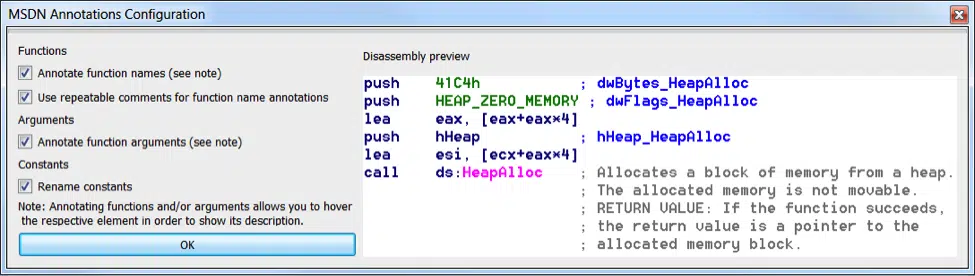 MSDN Annotations Configuration
Functions
Annotate function names (see note)
Use repeatable comments for function name annotations
Arguments
Annotate function arguments (see note)
Constants
Rename constants
Note: Annotating functions and/or arguments allows you to hover
the respective element in order to show its description.
OK
Disassembly preview
push 41C4h ; dwBytes_HeapAlloc
push HEAP_ZERO_MEMORY ; dwFlags_HeapAlloc
lea eax, [eax+eax*4]
push hHeap ; hHeap_HeapAlloc
lea esi, [ecx+eax*4]
call ds:HeapAlloc ; Allocates a block of memory from a heap.
; The allocated memory is not movable.
; RETURN VALUE: If the function succeeds,
; the return value is a pointer to the
; allocated memory block.